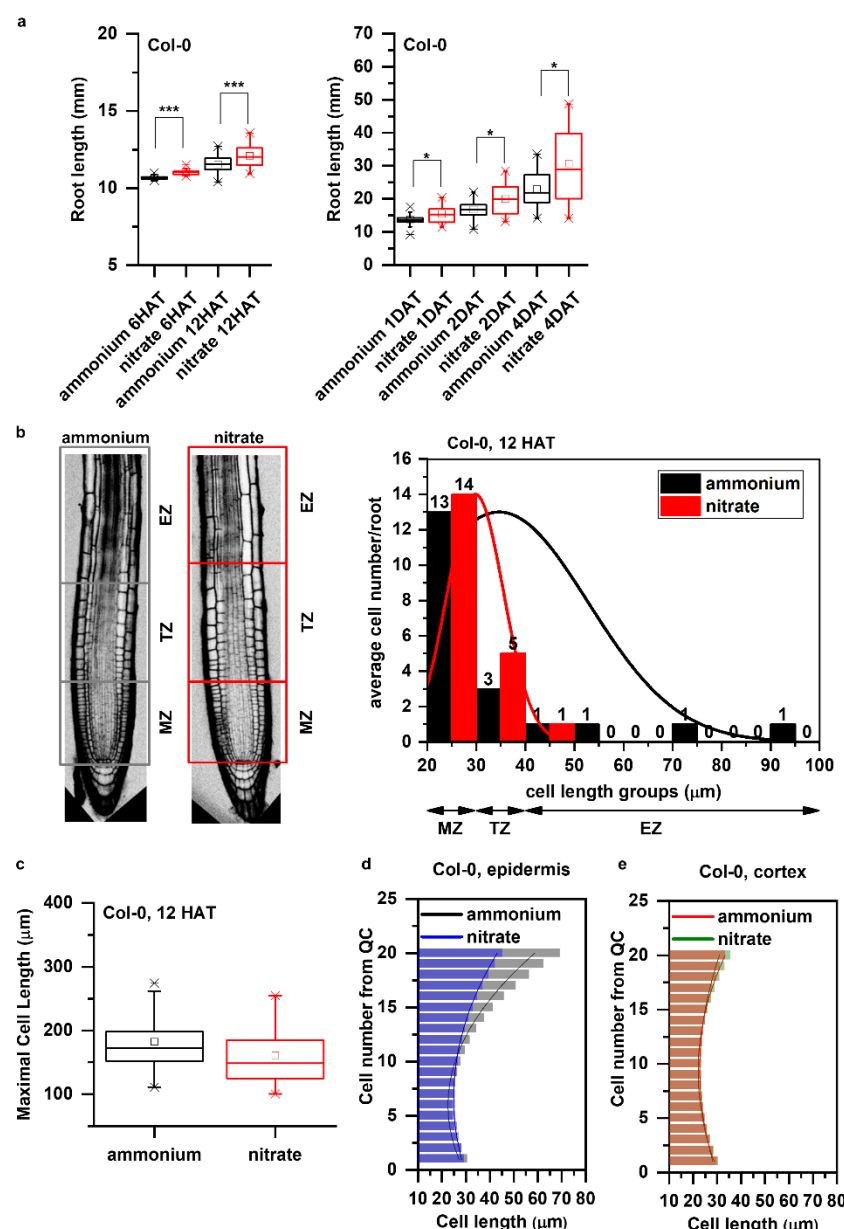 a
Col-0
Root length (mm)
20
15
10
5
***
***
ammonium 6HAT
nitrate 6HAT
ammonium 12HAT
nitrate 12HAT
Col-0
Root length (mm)
70
60
50
40
30
20
10
0
*
*
*
ammonium 1DAT
nitrate 1DAT
ammonium 2DAT
nitrate 2DAT
ammonium 4DAT
nitrate 4DAT
b
ammonium
nitrate
EZ
TZ
MZ
EZ
TZ
MZ
Col-0, 12 HAT
ammonium
nitrate
average cell number/root
16
14
12
10
8
6
4
2
0
13
14
3
5
1
1
1
0
0
0
1
0
0
0
1
0
20 30 40 50 60 70 80 90 100
cell length groups (μm)
MZ TZ EZ
c
Col-0, 12 HAT
Maximal Cell Length (μm)
400
300
200
100
ammonium
nitrate
d
Col-0, epidermis
ammonium
nitrate
Cell number from QC
25
20
15
10
5
0
10 20 30 40 50 60 70 80
Cell length (μm)
e
Col-0, cortex
ammonium
nitrate
Cell number from QC
25
20
15
10
5
0
10 20 30 40 50 60 70 80
Cell length (μm)